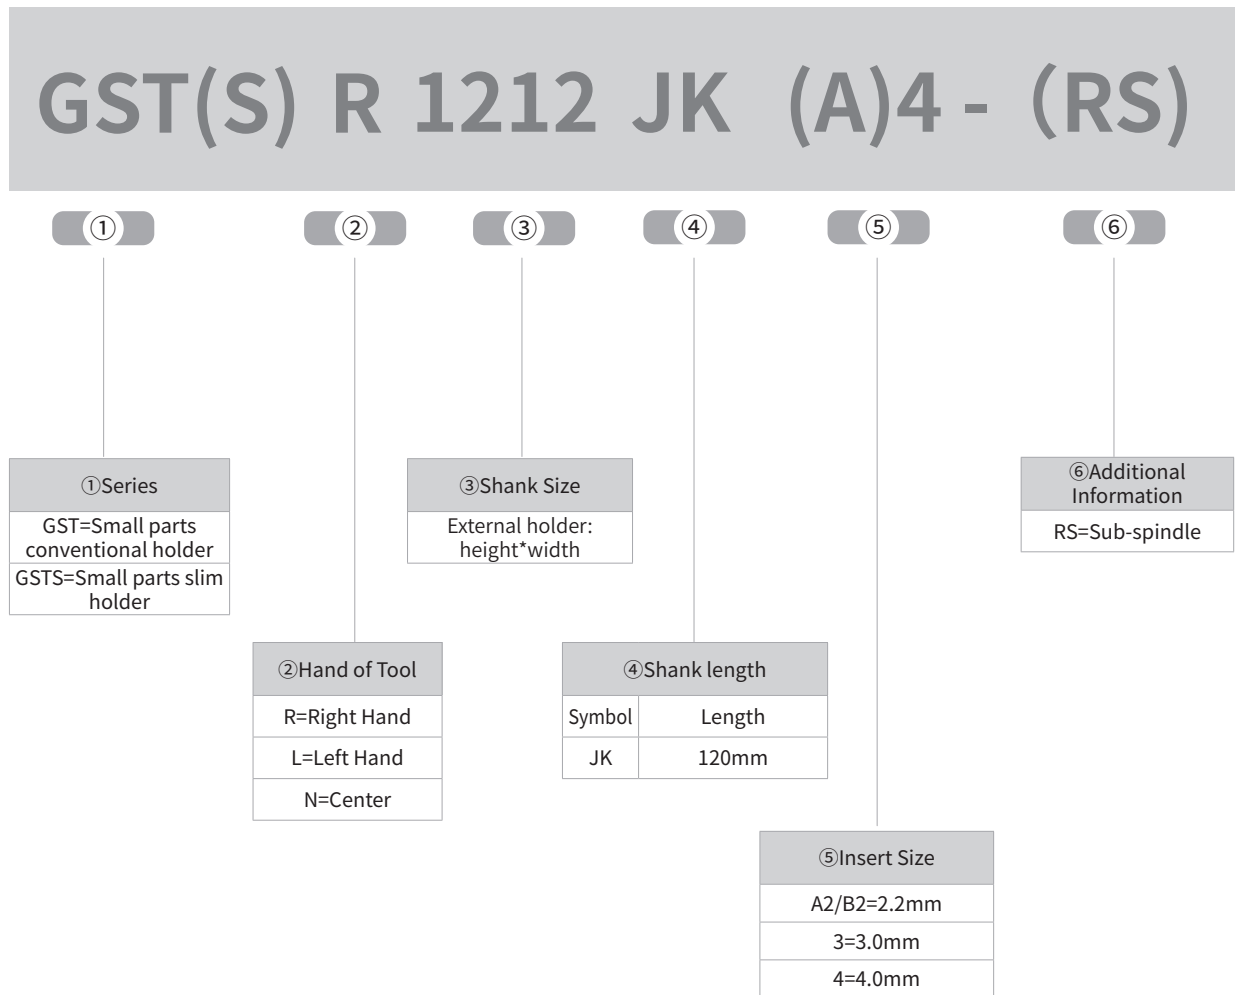 GST(S) R 1212 JK (A)4 - (RS)
① ② ③ ④ ⑤ ⑥
①Series
GST=Small parts
conventional holder
GSTS=Small parts slim
holder
③Shank Size
External holder:
height*width
⑥Additional
Information
RS=Sub-spindle
②Hand of Tool
R=Right Hand
L=Left Hand
N=Center
④Shank length
Symbol Length
JK 120mm
⑤Insert Size
A2/B2=2.2mm
3=3.0mm
4=4.0mm